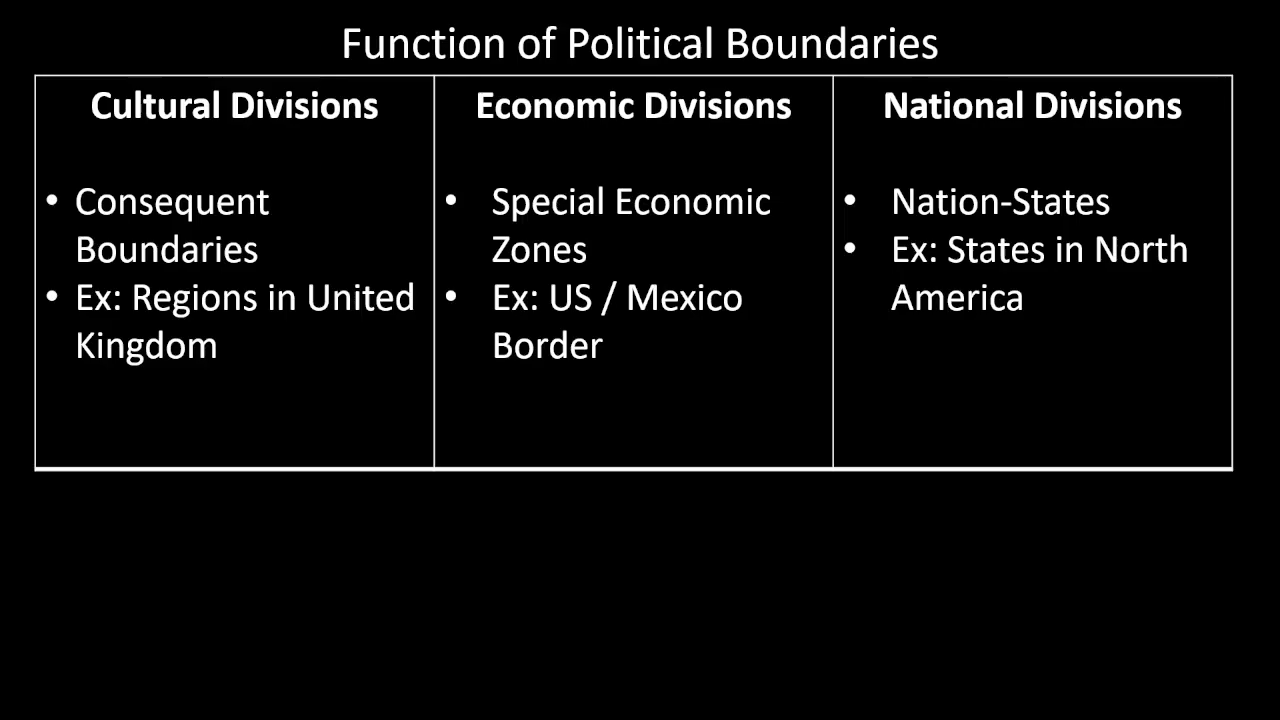 Function of Political Boundaries
Cultural Divisions
• Consequent
Boundaries
• Ex: Regions in United
Kingdom
Economic Divisions
• Special Economic
Zones
• Ex: US / Mexico
Border
National Divisions
• Nation-States
• Ex: States in North
America